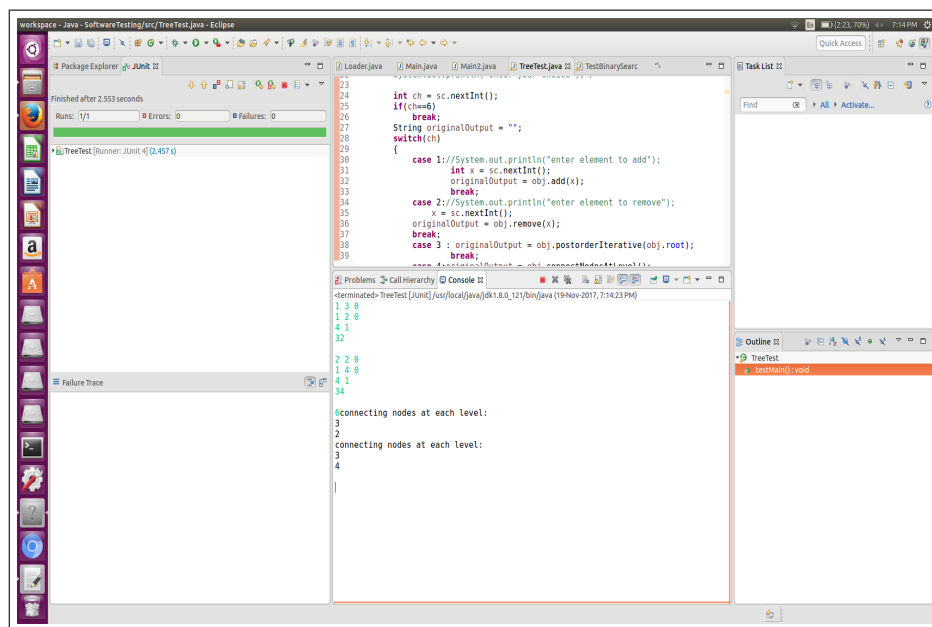 workspace - Java - SoftwareTesting/src/TreeTest.java - Eclipse
En (2:23, 70%) 7:14 PM
Quick Access
Package Explorer JUnit
Finished after 2.553 seconds
Runs: 1/1 Errors: 0 Failures: 0
TreeTest [Runner: JUnit 4] (2.457 s)
Failure Trace
Loader.java Main.java Main2.java TreeTest.java TestBinarySearc
23
24 int ch = sc.nextInt();
25 if(ch==6)
26 break;
27 String originalOutput = "";
28 switch(ch)
29 {
30 case 1://System.out.println("enter element to add");
31 int x = sc.nextInt();
32 originalOutput = obj.add(x);
33 break;
34 case 2://System.out.println("enter element to remove");
35 x = sc.nextInt();
36 originalOutput = obj.remove(x);
37 break;
38 case 3 : originalOutput = obj.postorderIterative(obj.root);
39 break;
Problems Call Hierarchy Console
<terminated> TreeTest [JUnit] /usr/local/java/jdk1.8.0_121/bin/java (19-Nov-2017, 7:14:23 PM)
1 3 0
1 2 0
4 1
32
2 2 0
1 4 0
4 1
34
6connecting nodes at each level:
3
2
connecting nodes at each level:
3
4
Task List
Find All Activate...
Outline
TreeTest
testMain() : void